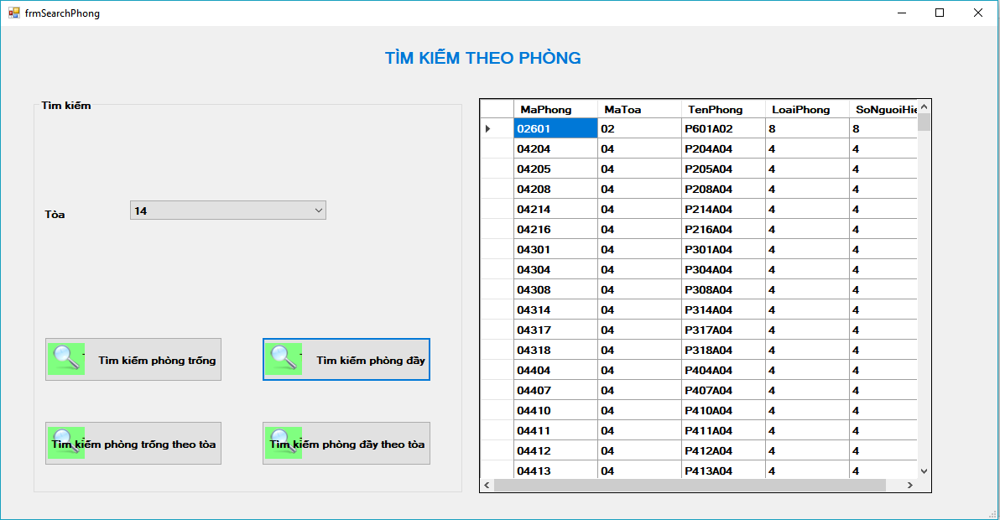 frmSearchPhong
TÌM KIẾM THEO PHÒNG
Tìm kiếm
Tòa
14
Tìm kiếm phòng trống
Tìm kiếm phòng đầy
Tìm kiếm phòng trống theo tòa
Tìm kiếm phòng đầy theo tòa
MaPhong MaToa TenPhong LoaiPhong SoNguoiHie
02601 02 P601A02 8 8
04204 04 P204A04 4 4
04205 04 P205A04 4 4
04208 04 P208A04 4 4
04214 04 P214A04 4 4
04216 04 P216A04 4 4
04301 04 P301A04 4 4
04304 04 P304A04 4 4
04308 04 P308A04 4 4
04314 04 P314A04 4 4
04317 04 P317A04 4 4
04318 04 P318A04 4 4
04404 04 P404A04 4 4
04407 04 P407A04 4 4
04410 04 P410A04 4 4
04411 04 P411A04 4 4
04412 04 P412A04 4 4
04413 04 P413A04 4 4